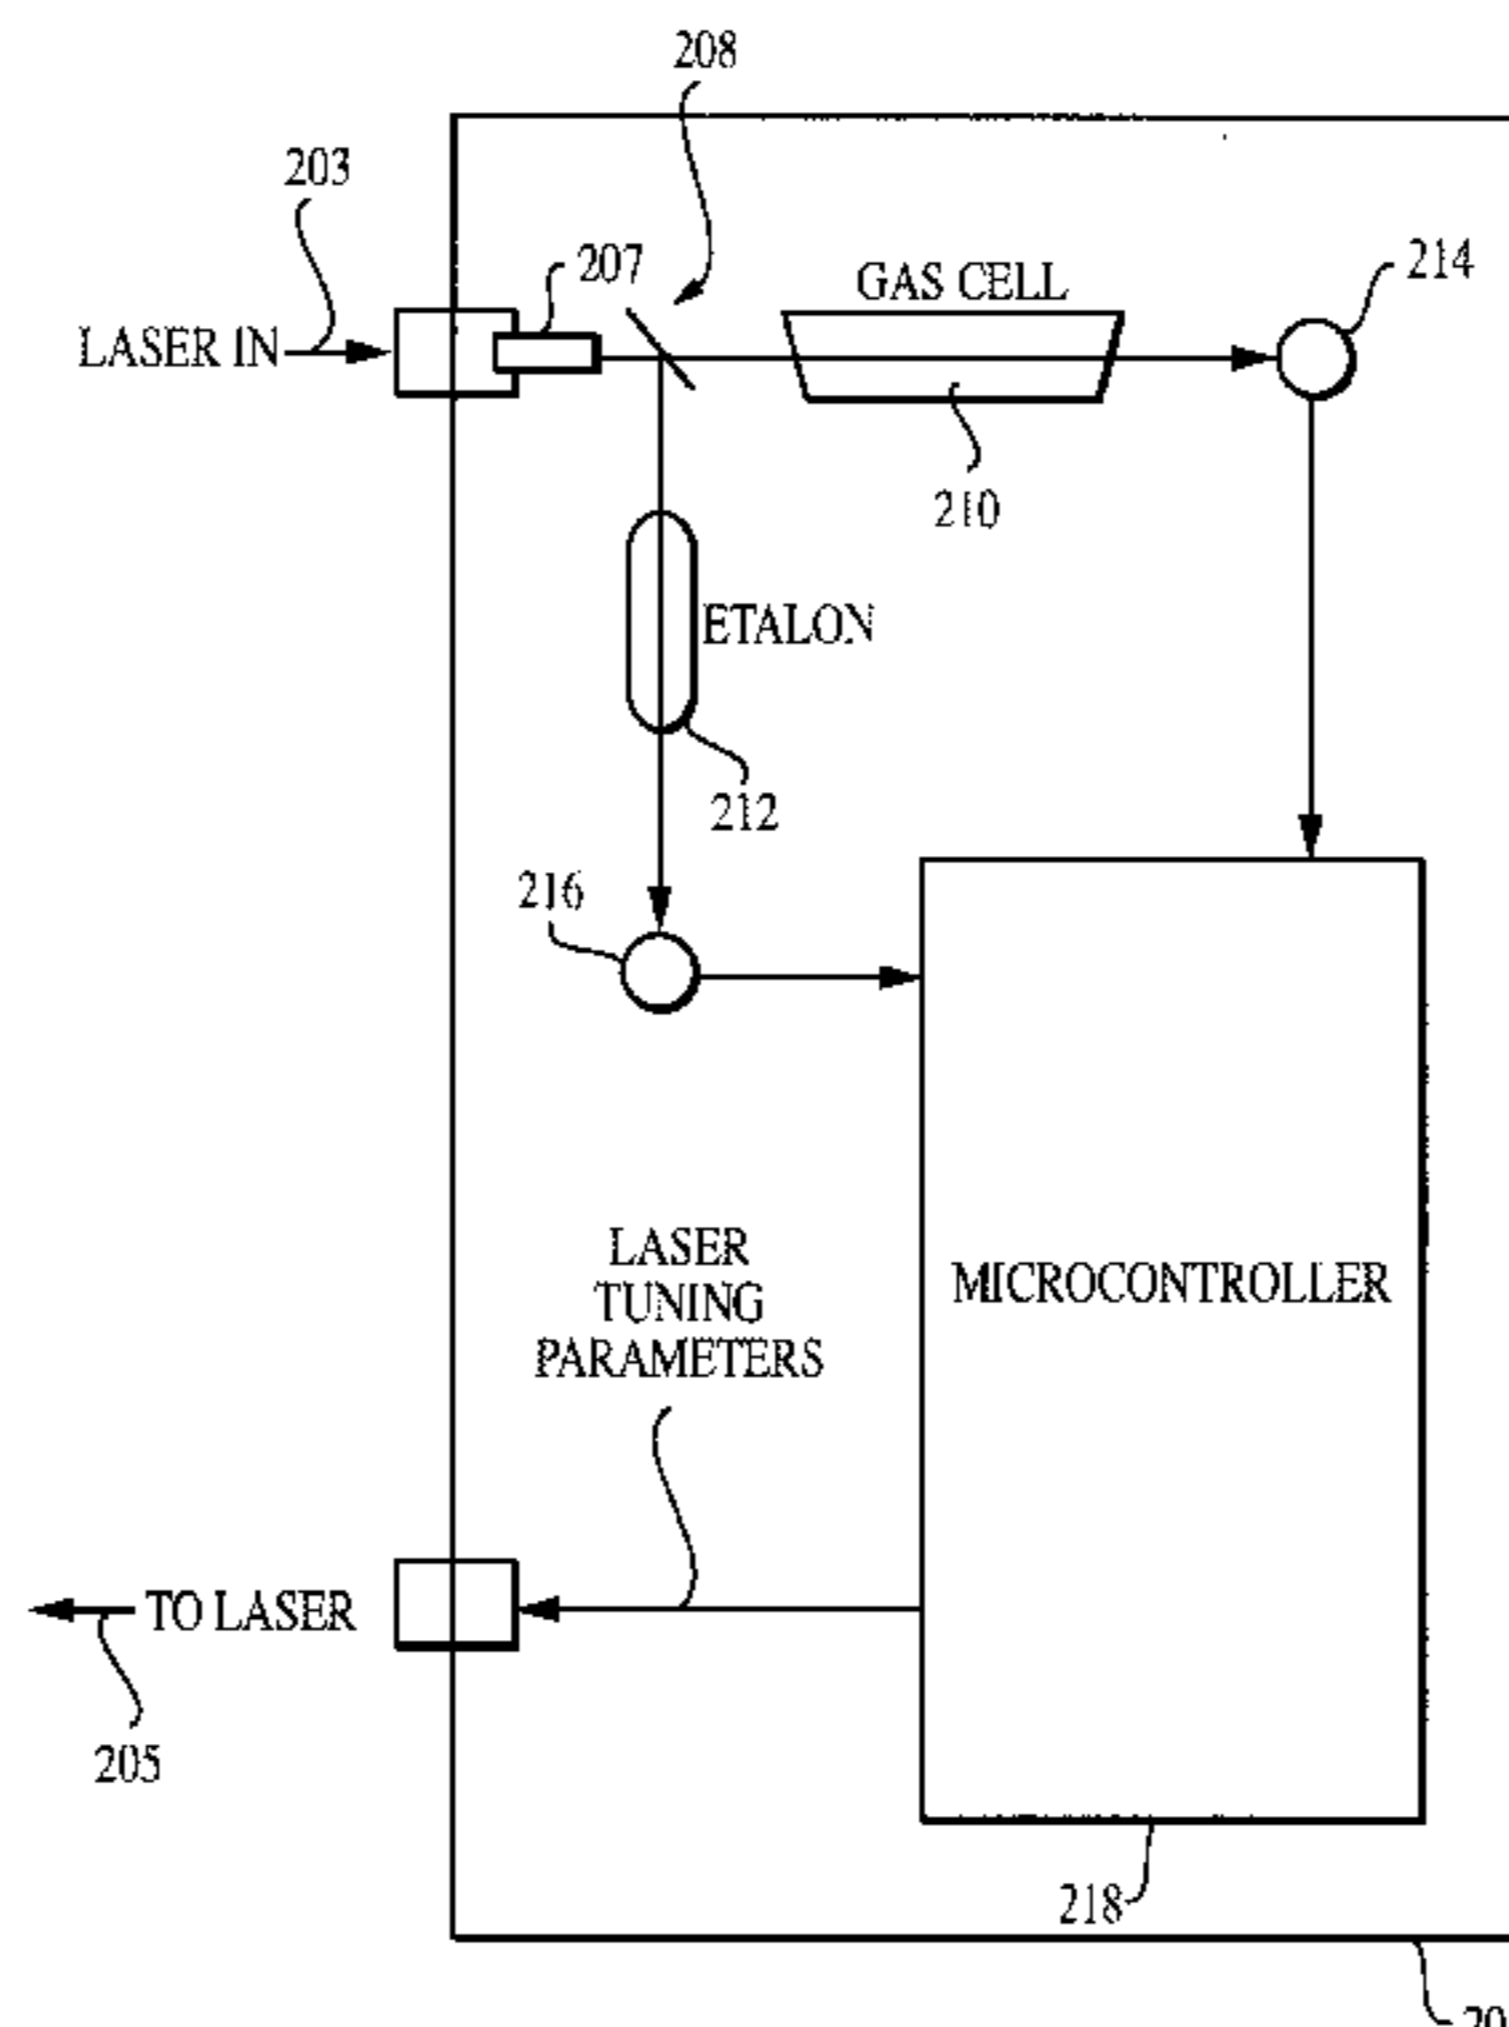 208
203
207
214
GAS CELL
LASER IN
210
ETALON
212
216
LASER
TUNING
PARAMETERS
MICROCONTROLLER
TO LASER
205
218